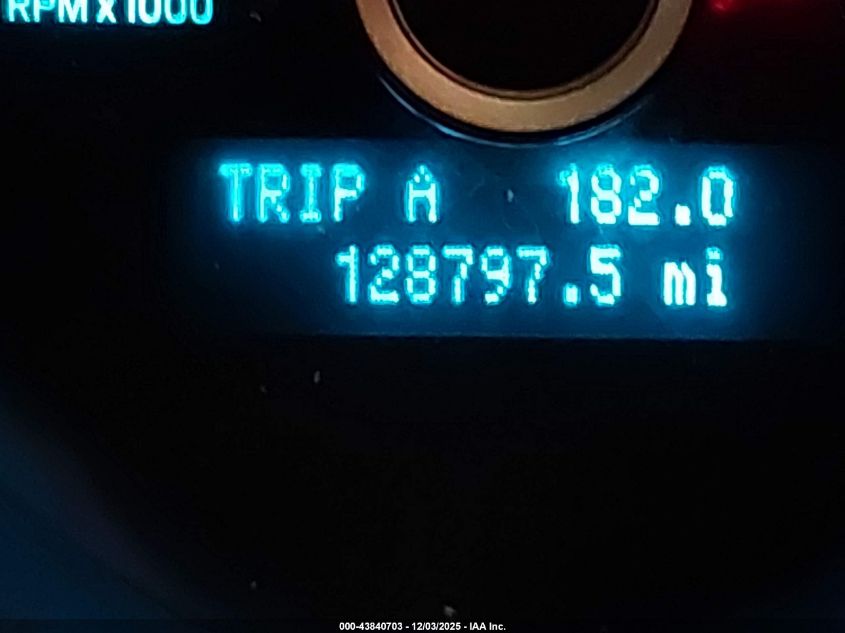 RPM x 1000
TRIP A 182.0
128797.5 mi
000-43840703 - 12/03/2025 - IAA Inc.